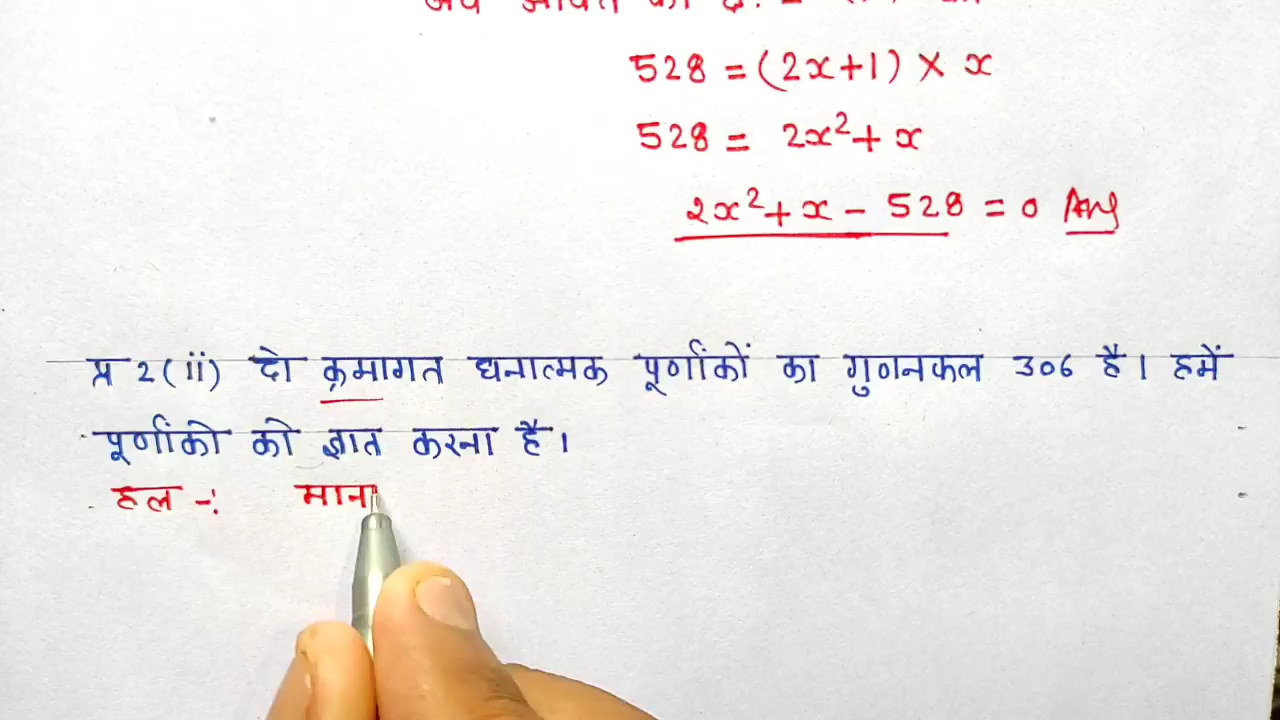 528 = (2x+1) × x
528 = 2x² + x
2x² + x - 528 = 0 Ans
प्र 2 (ii) दो क्रमागत धनात्मक पूर्णांकों का गुणनकल 306 है। हमें
पूर्णांको को ज्ञात करना है।
हल -: माना